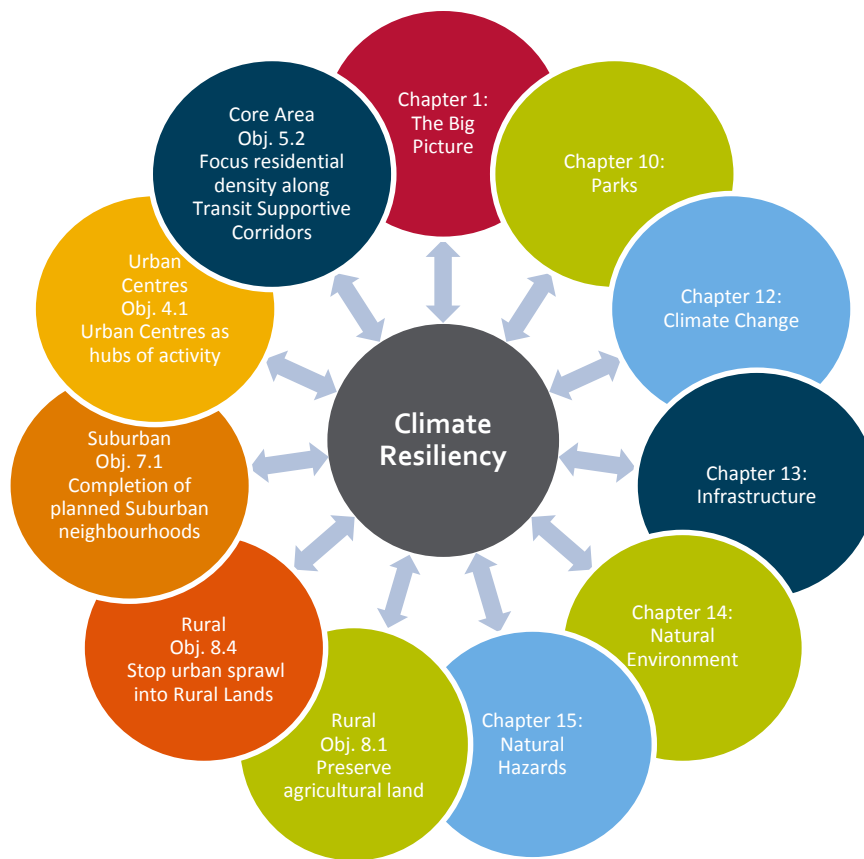 Chapter 1:
The Big
Picture
Chapter 10:
Parks
Chapter 12:
Climate Change
Chapter 13:
Infrastructure
Chapter 14:
Natural
Environment
Chapter 15:
Natural
Hazards
Rural
Obj. 8.1
Preserve
agricultural land
Rural
Obj. 8.4
Stop urban sprawl
into Rural Lands
Suburban
Obj. 7.1
Completion of
planned Suburban
neighbourhoods
Urban
Centres
Obj. 4.1
Urban Centres as
hubs of activity
Core Area
Obj. 5.2
Focus residential
density along
Transit Supportive
Corridors
Climate
Resiliency